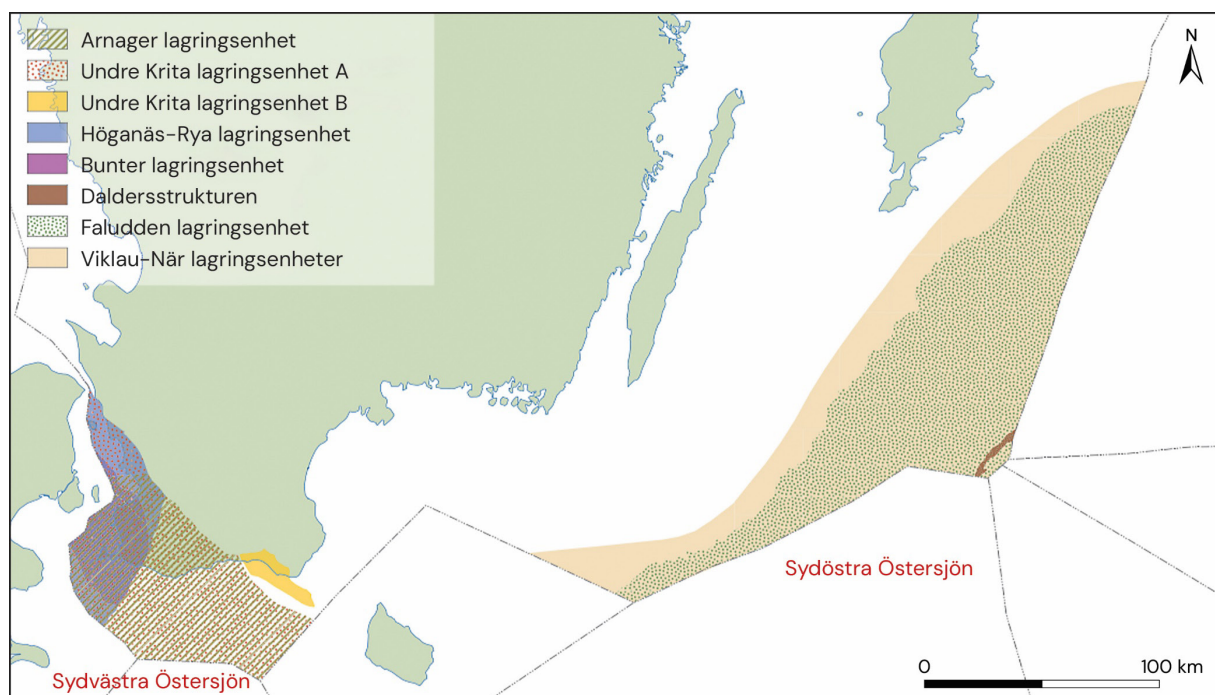 Arnager lagringsenhet
Undre Krita lagringsenhet A
Undre Krita lagringsenhet B
Höganäs-Rya lagringsenhet
Bunter lagringsenhet
Daldersstrukturen
Faludden lagringsenhet
Viklau-När lagringsenheter
N
Sydöstra Östersjön
Sydvästra Östersjön
0 100 km